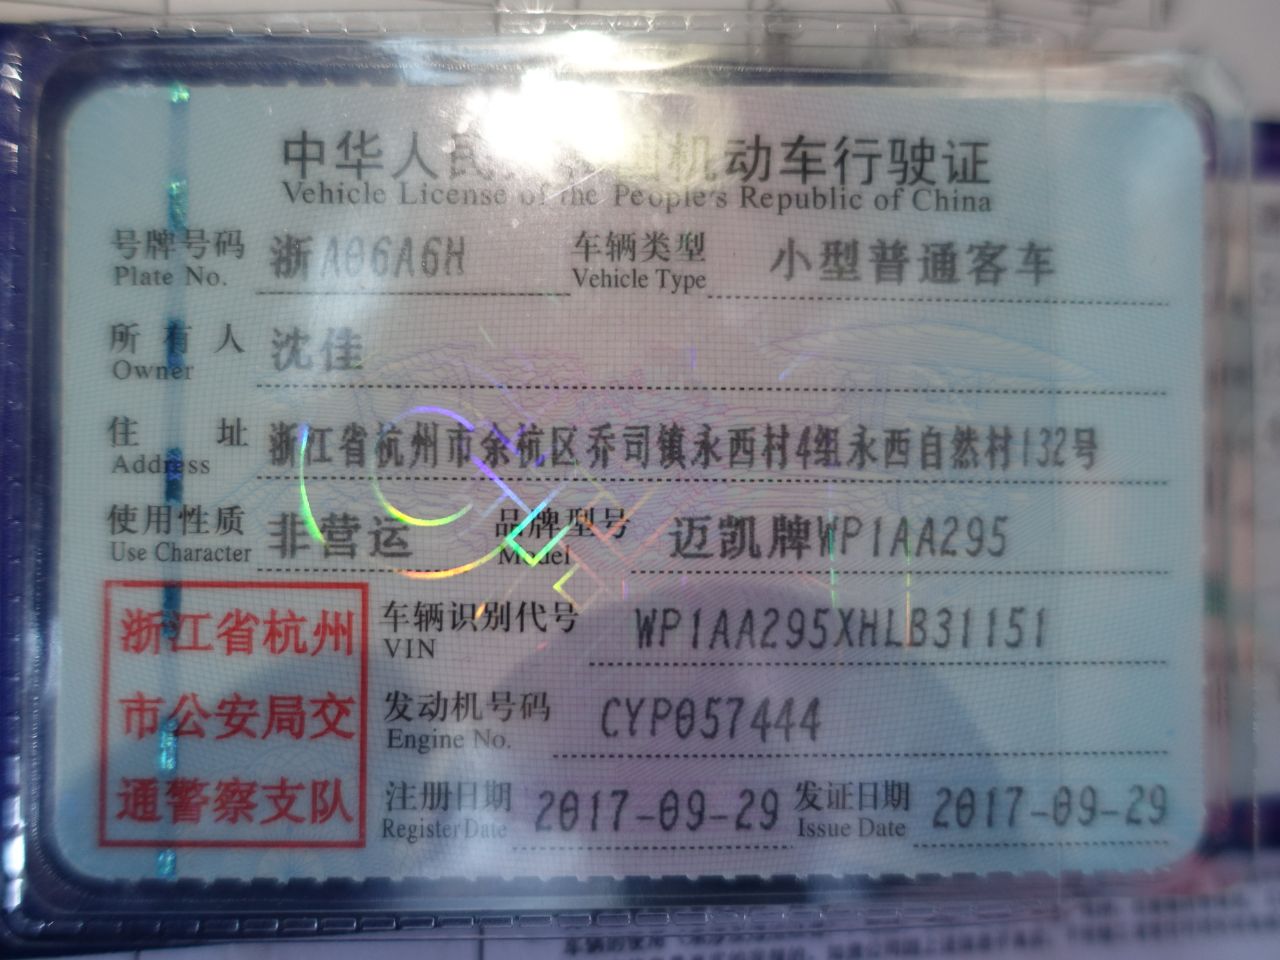 中华人民共和国机动车行驶证
Vehicle License of the People's Republic of China
号牌号码 浙A06A6H 车辆类型 小型普通客车
Plate No. Vehicle Type
所有人 沈佳
Owner
住址 浙江省杭州市余杭区乔司镇永西村4组永西自然村132号
Address
使用性质 非营运 品牌型号 迈凯牌WP1AA295
Use Character Model
浙江省杭州
市公安局交
通警察支队
车辆识别代号 WP1AA295XHLB31151
VIN
发动机号码 CYP057444
Engine No.
注册日期 2017-09-29 发证日期 2017-09-29
Register Date Issue Date